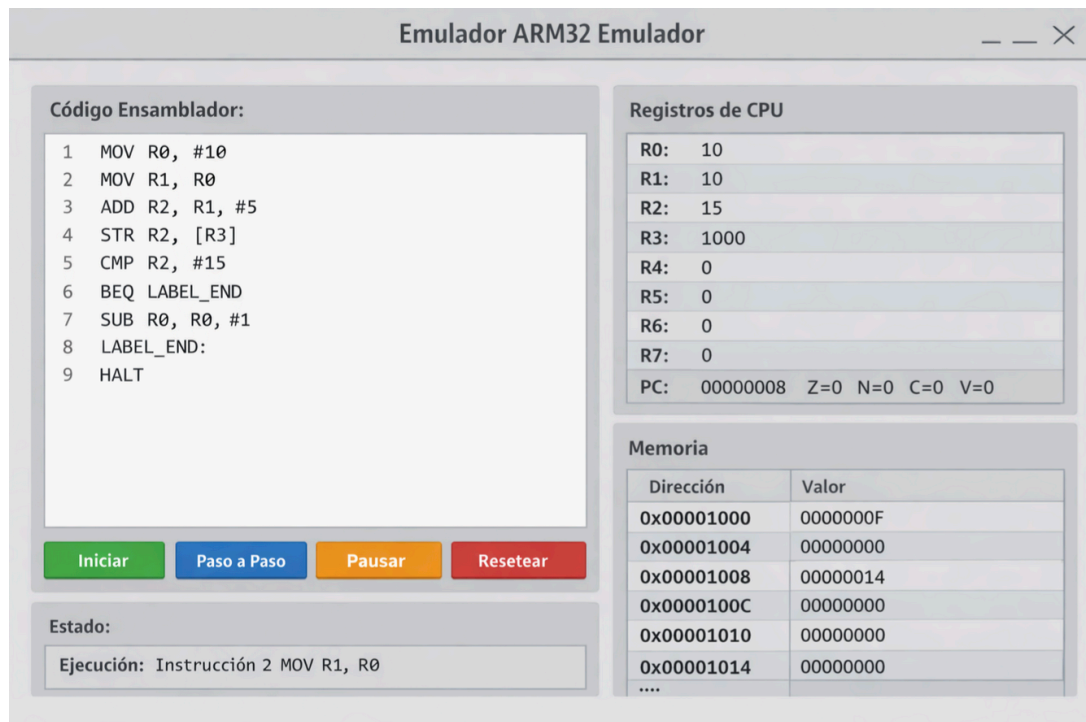 Emulador ARM32 Emulador
Código Ensamblador:
1 MOV R0, #10
2 MOV R1, R0
3 ADD R2, R1, #5
4 STR R2, [R3]
5 CMP R2, #15
6 BEQ LABEL_END
7 SUB R0, R0, #1
8 LABEL_END:
9 HALT
Iniciar Paso a Paso Pausar Resetear
Estado:
Ejecución: Instrucción 2 MOV R1, R0
Registros de CPU
R0: 10
R1: 10
R2: 15
R3: 1000
R4: 0
R5: 0
R6: 0
R7: 0
PC: 00000008 Z=0 N=0 C=0 V=0
Memoria
Dirección Valor
0x00001000 0000000F
0x00001004 00000000
0x00001008 00000014
0x0000100C 00000000
0x00001010 00000000
0x00001014 00000000
....